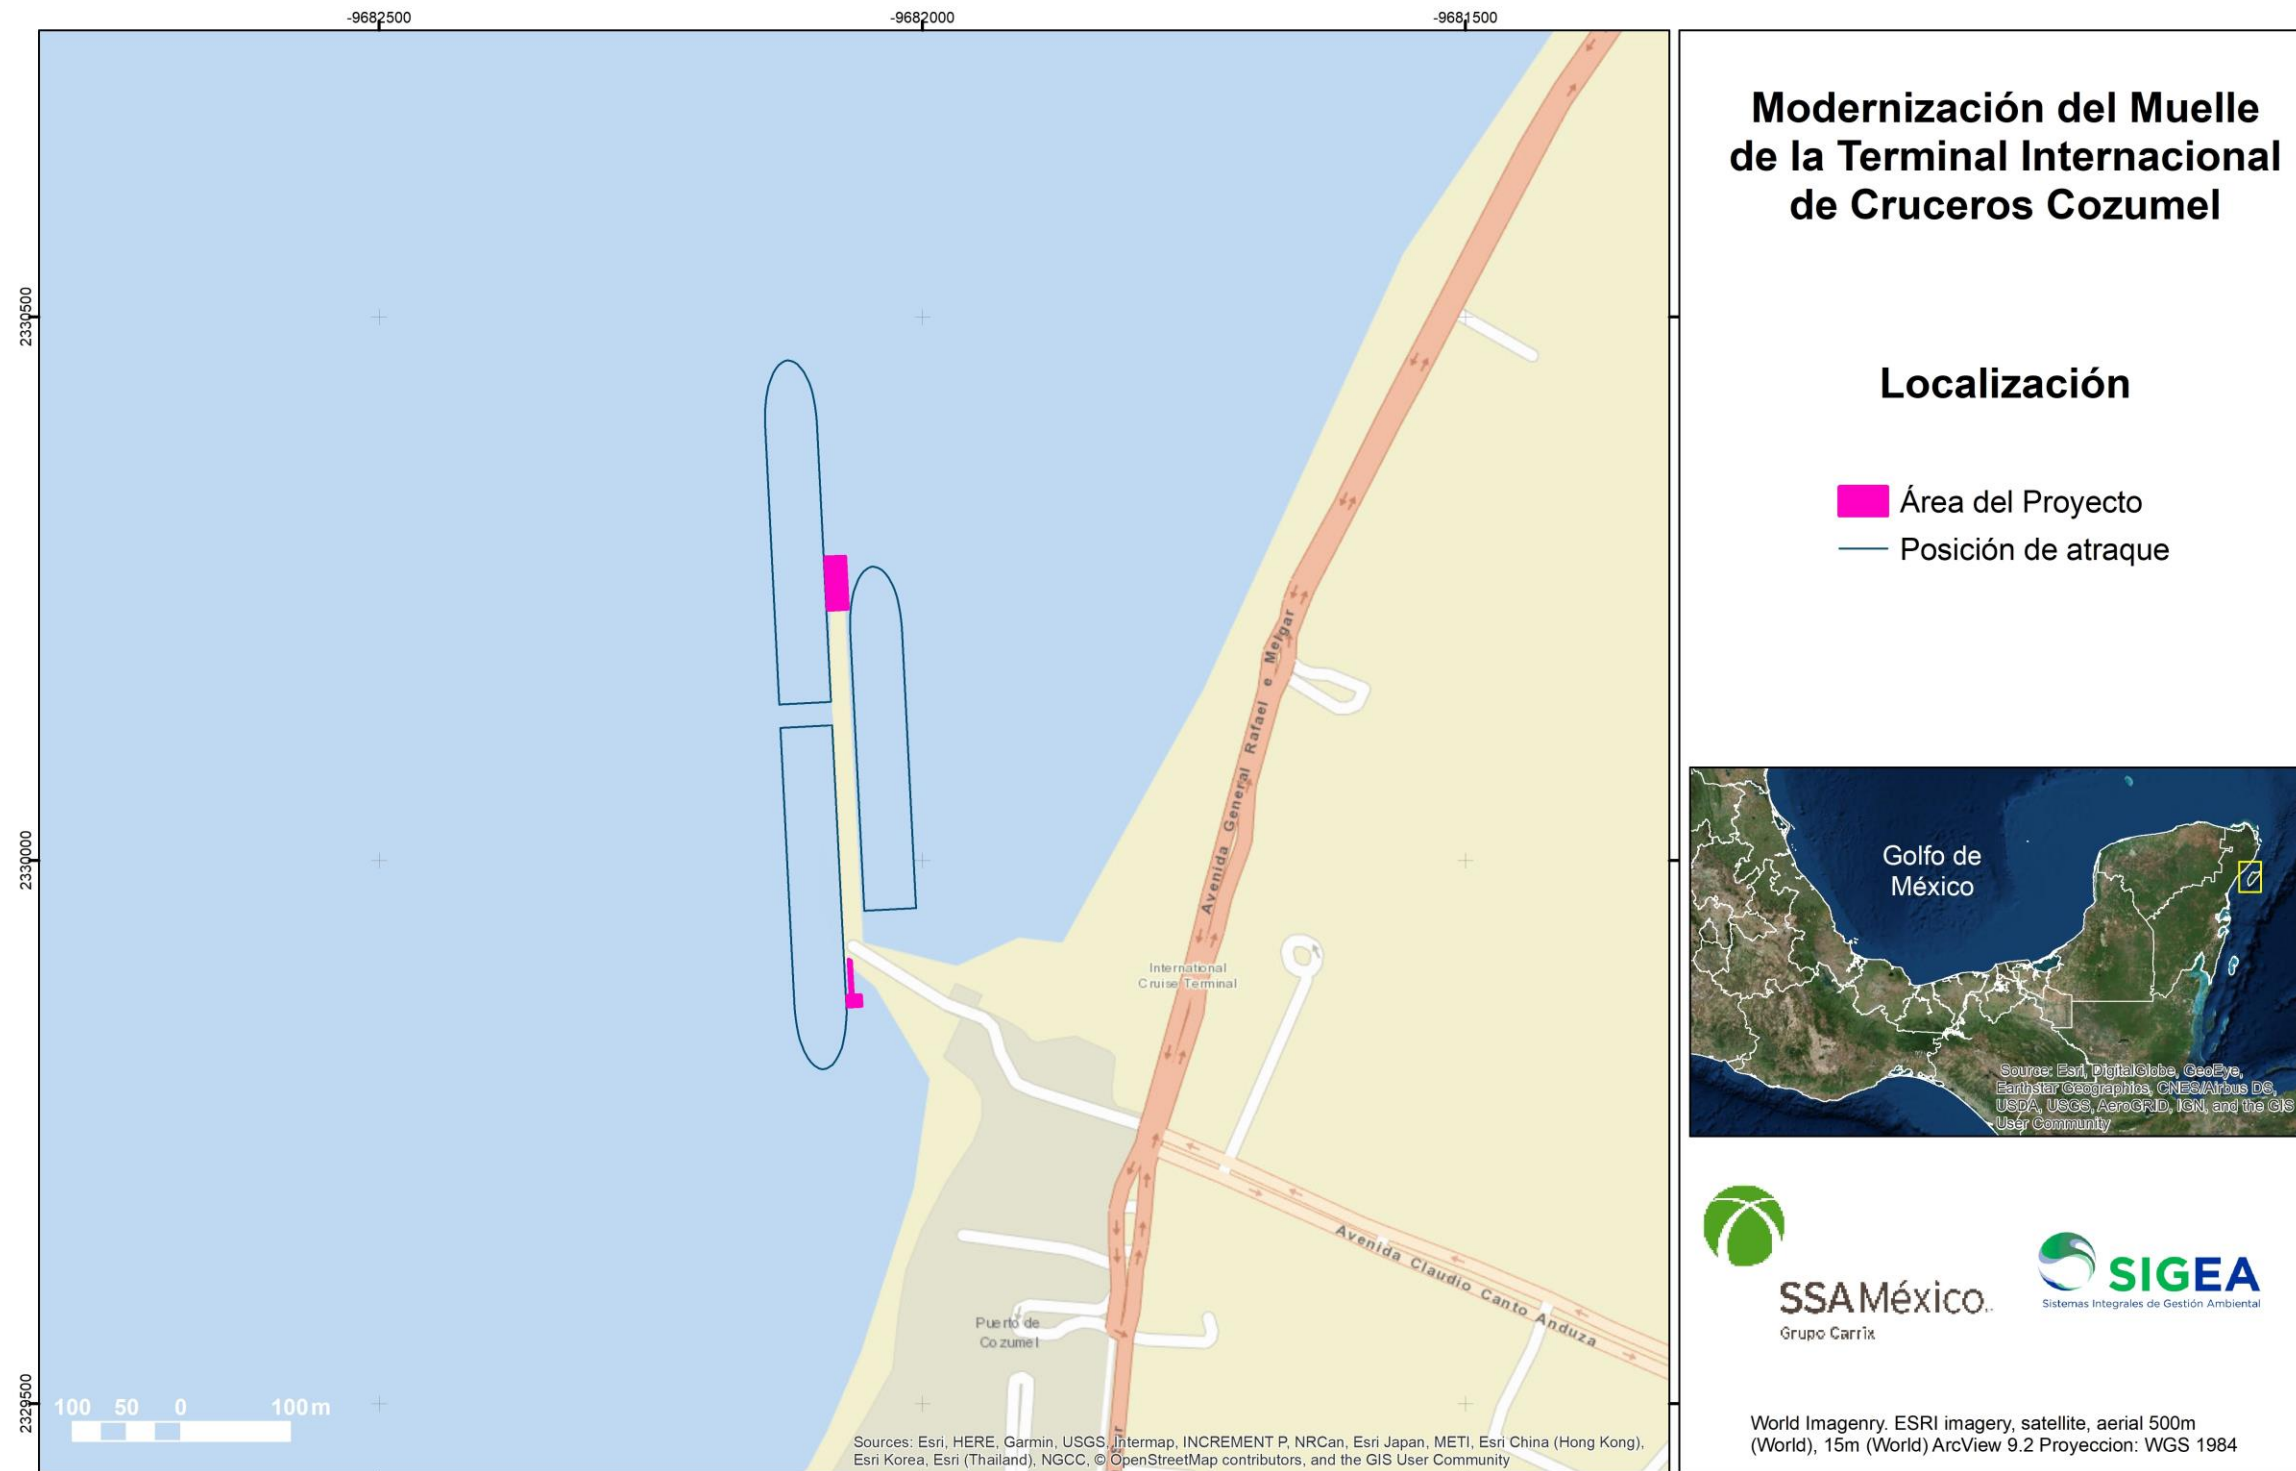 -9682500
-9682000
-9681500
2330500
2330000
2329500
Modernización del Muelle
de la Terminal Internacional
de Cruceros Cozumel
Localización
Área del Proyecto
Posición de atraque
Avenida General Rafael e Melgar
International
Cruise Terminal
Avenida Claudio Canto Anduza
Puerto de
Cozumel
100 50 0 100 m
Sources: Esri, HERE, Garmin, USGS, Intermap, INCREMENT P, NRCan, Esri Japan, METI, Esri China (Hong Kong),
Esri Korea, Esri (Thailand), NGCC, © OpenStreetMap contributors, and the GIS User Community
Golfo de
México
Source: Esri, DigitalGlobe, GeoEye,
Earthstar Geographics, CNES/Airbus DS,
USDA, USGS, AeroGRID, IGN, and the GIS
User Community
SSA México
Grupo Carrix
SIGEA
Sistemas Integrales de Gestión Ambiental
World Imagenry. ESRI imagery, satellite, aerial 500m
(World), 15m (World) ArcView 9.2 Proyeccion: WGS 1984